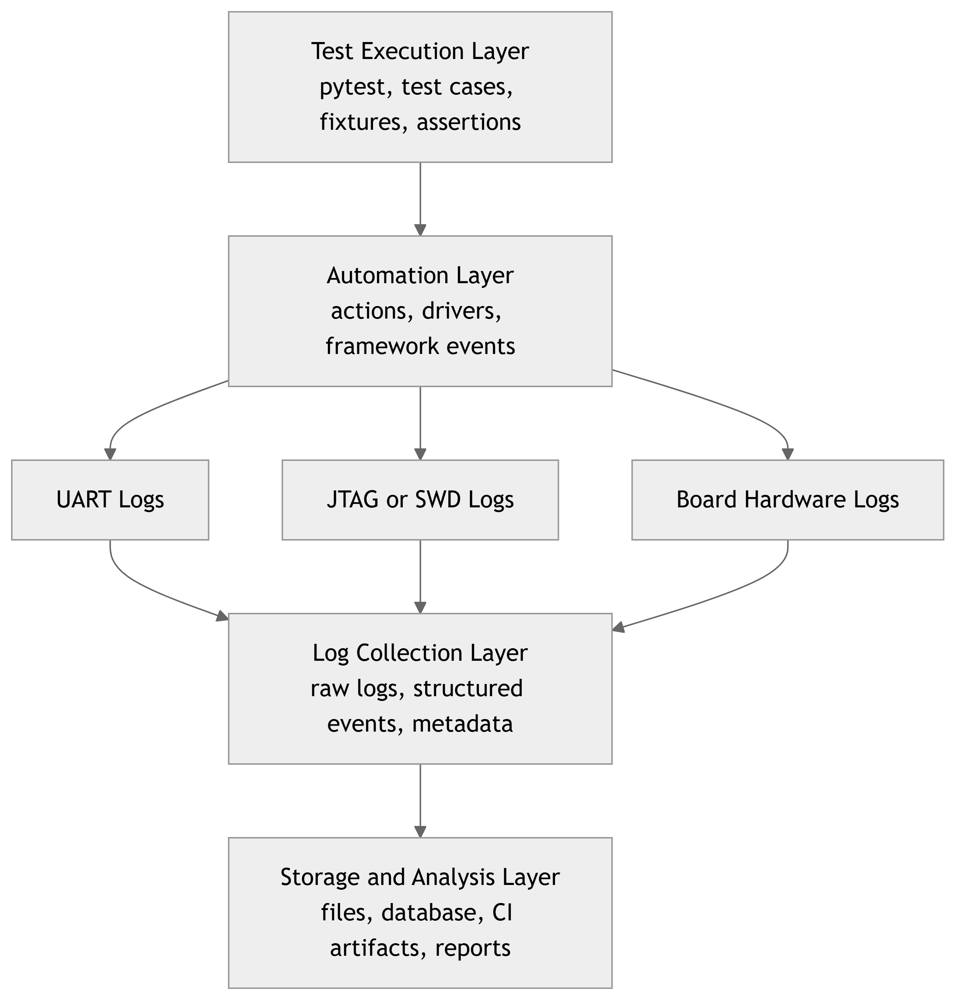 Test Execution Layer
pytest, test cases,
fixtures, assertions
Automation Layer
actions, drivers,
framework events
UART Logs
JTAG or SWD Logs
Board Hardware Logs
Log Collection Layer
raw logs, structured
events, metadata
Storage and Analysis Layer
files, database, CI
artifacts, reports